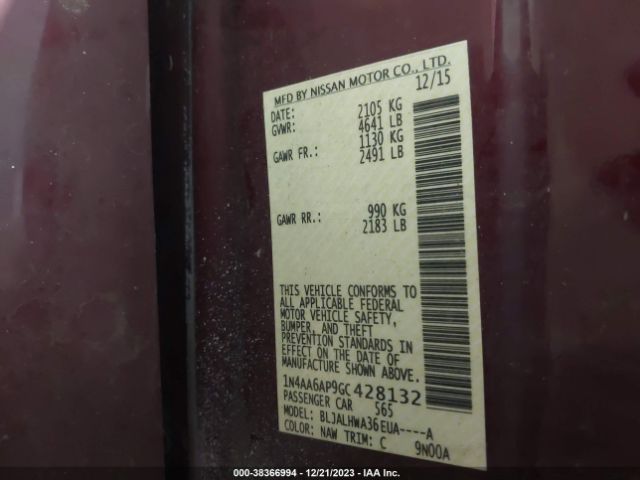 MFD BY NISSAN MOTOR CO., LTD.
DATE: 12/15
GVWR: 2105 KG
4641 LB
GAWR FR.: 1130 KG
2491 LB
GAWR RR.: 990 KG
2183 LB
THIS VEHICLE CONFORMS TO
ALL APPLICABLE FEDERAL
MOTOR VEHICLE SAFETY,
BUMPER, AND THEFT
PREVENTION STANDARDS IN
EFFECT ON THE DATE OF
MANUFACTURE SHOWN ABOVE.
1N4AA6AP9GC428132
PASSENGER CAR 565
MODEL: BLJALHWA36EUA----A
COLOR: NAW TRIM: C 9N00A
000-38366994 - 12/21/2023 - IAA Inc.